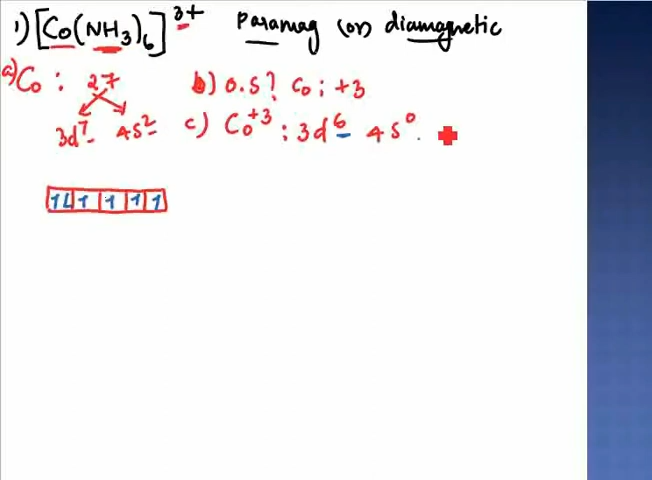 1) [Co(NH3)6]3+ Paramag (or) diamagnetic
a) Co : 27 b) O.S? Co : +3
3d7 4s2 c) Co+3 : 3d6 4s0.
1L 1 1 1 1